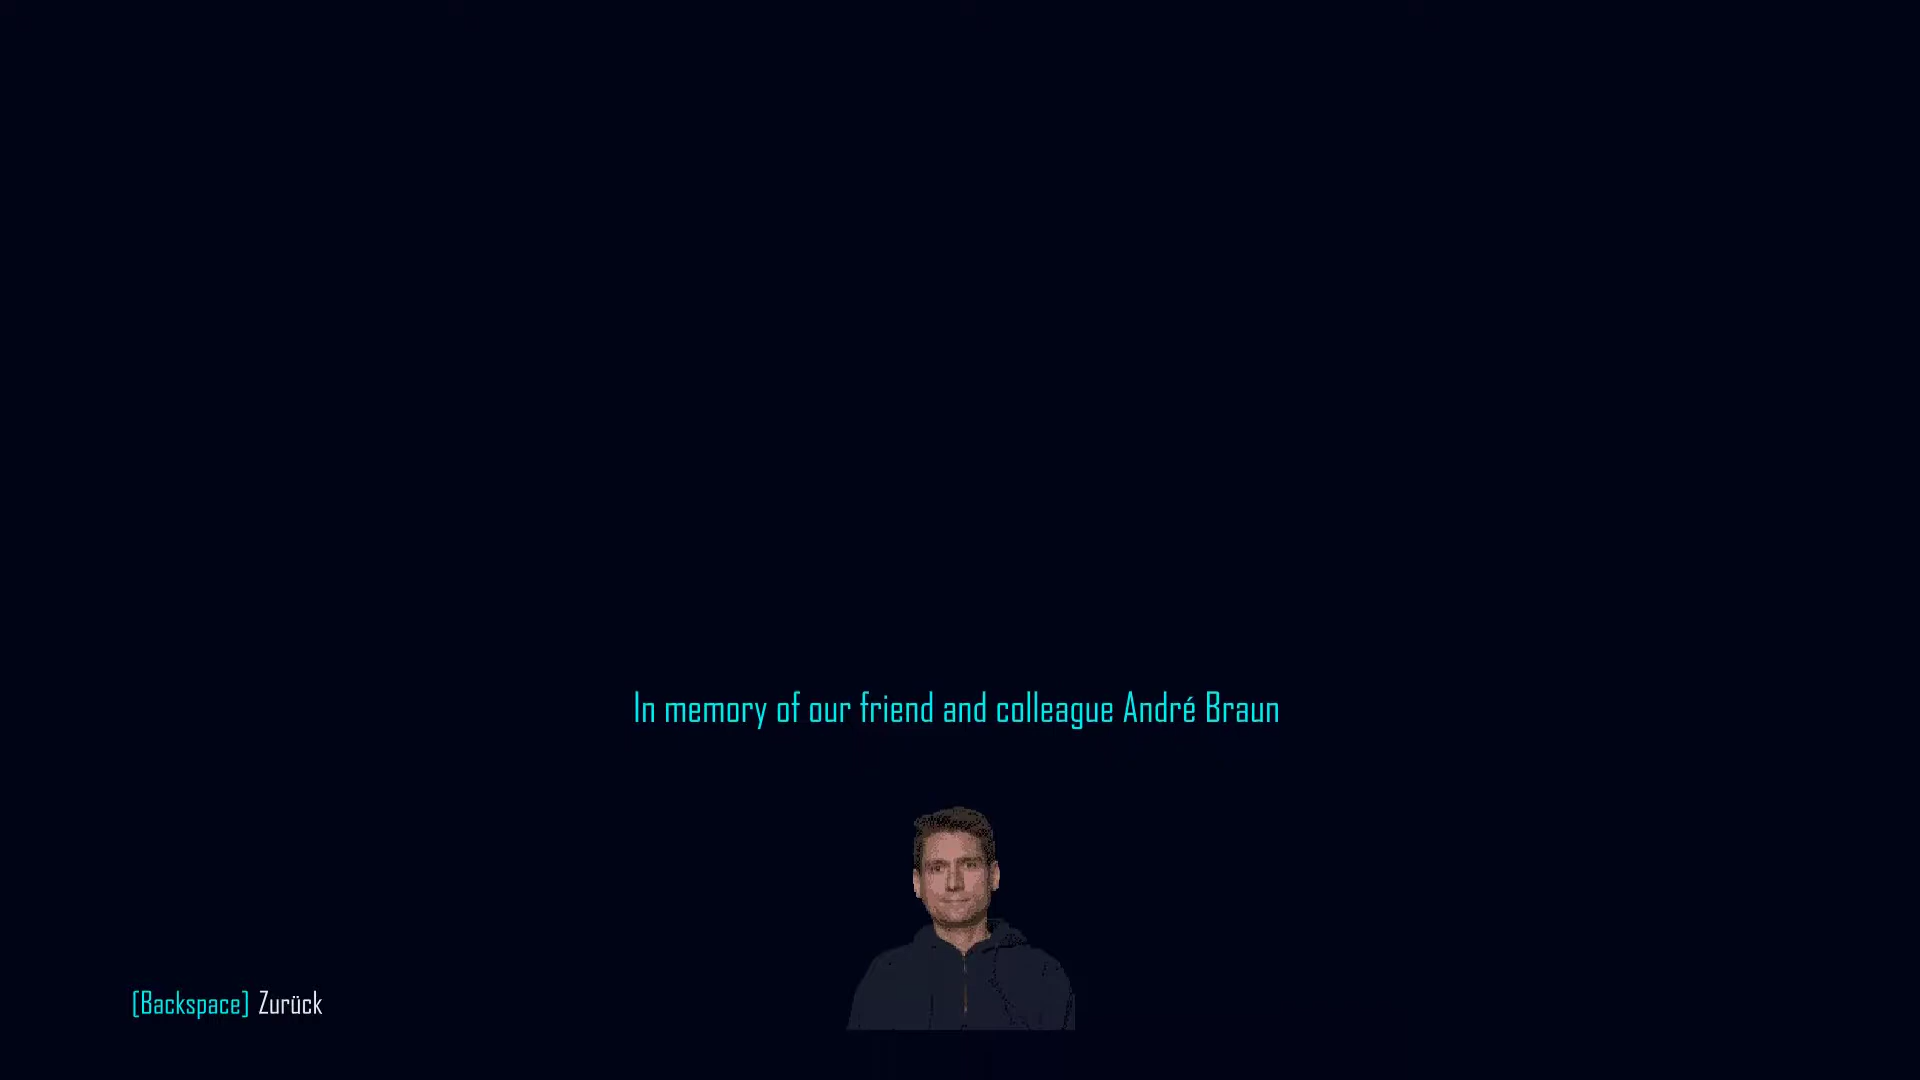 In memory of our friend and colleague André Braun
[Backspace] Zurück